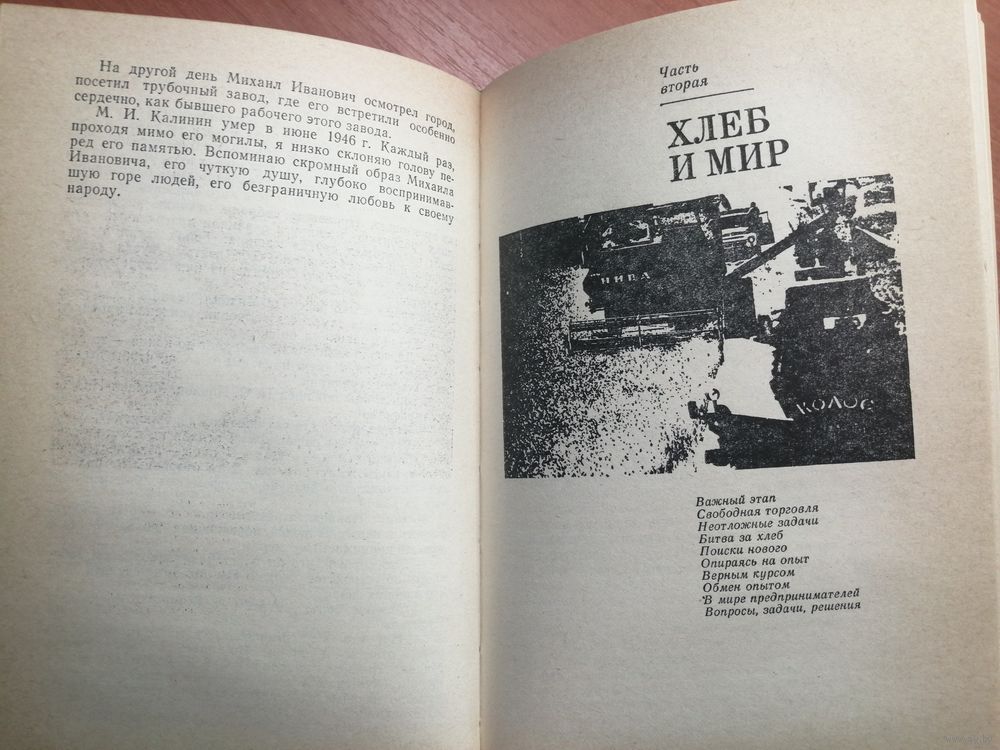 На другой день Михаил Иванович осмотрел город,
посетил трубочный завод, где его встретили особенно
сердечно, как бывшего рабочего этого завода.
М. И. Калинин умер в июне 1946 г. Каждый раз,
проходя мимо его могилы, я низко склоняю голову пе-
ред его памятью. Вспоминаю скромный образ Михаила
Ивановича, его чуткую душу, глубоко воспринимав-
шую горе людей, его безграничную любовь к своему
народу.
Часть
вторая
ХЛЕБ
И МИР
НИВА
КОЛОС
Важный этап
Свободная торговля
Неотложные задачи
Битва за хлеб
Поиски нового
Опираясь на опыт
Верным курсом
Обмен опытом
В мире предпринимателей
Вопросы, задачи, решения